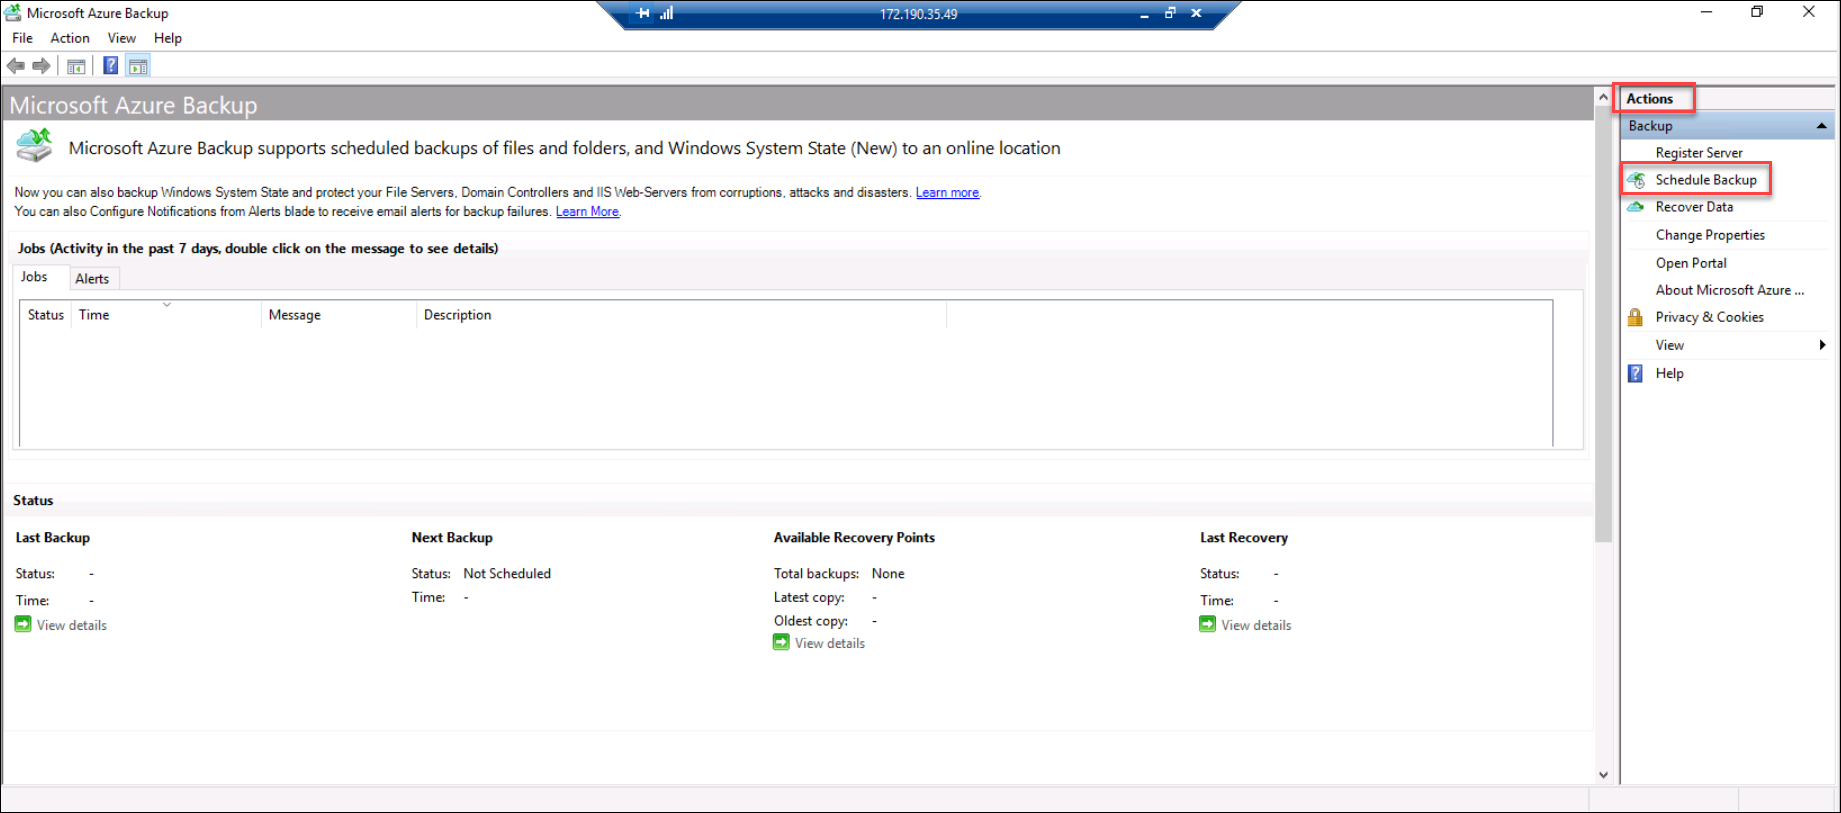 Microsoft Azure Backup
172.190.35.49
File Action View Help
Microsoft Azure Backup
Microsoft Azure Backup supports scheduled backups of files and folders, and Windows System State (New) to an online location
Now you can also backup Windows System State and protect your File Servers, Domain Controllers and IIS Web-Servers from corruptions, attacks and disasters. Learn more.
You can also Configure Notifications from Alerts blade to receive email alerts for backup failures. Learn More.
Jobs (Activity in the past 7 days, double click on the message to see details)
Jobs Alerts
Status Time Message Description
Status
Last Backup
Status: -
Time: -
View details
Next Backup
Status: Not Scheduled
Time: -
Available Recovery Points
Total backups: None
Latest copy: -
Oldest copy: -
View details
Last Recovery
Status: -
Time: -
View details
Actions
Backup
Register Server
Schedule Backup
Recover Data
Change Properties
Open Portal
About Microsoft Azure ...
Privacy & Cookies
View
Help